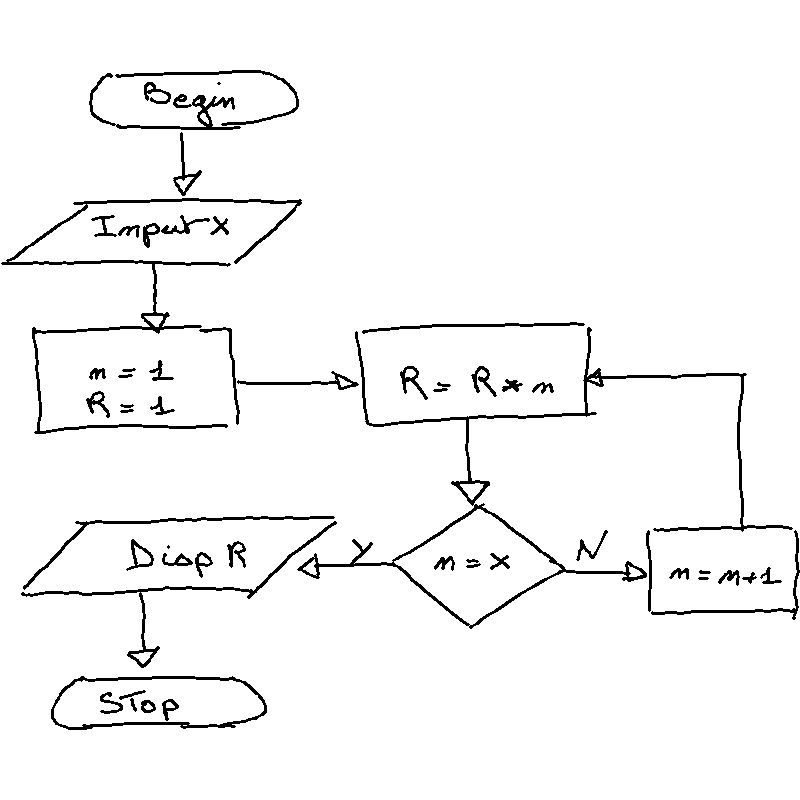 Begin
Input X
n = 1
R = 1
R = R * n
n = x
Y
N
n = n+1
Disp R
STop